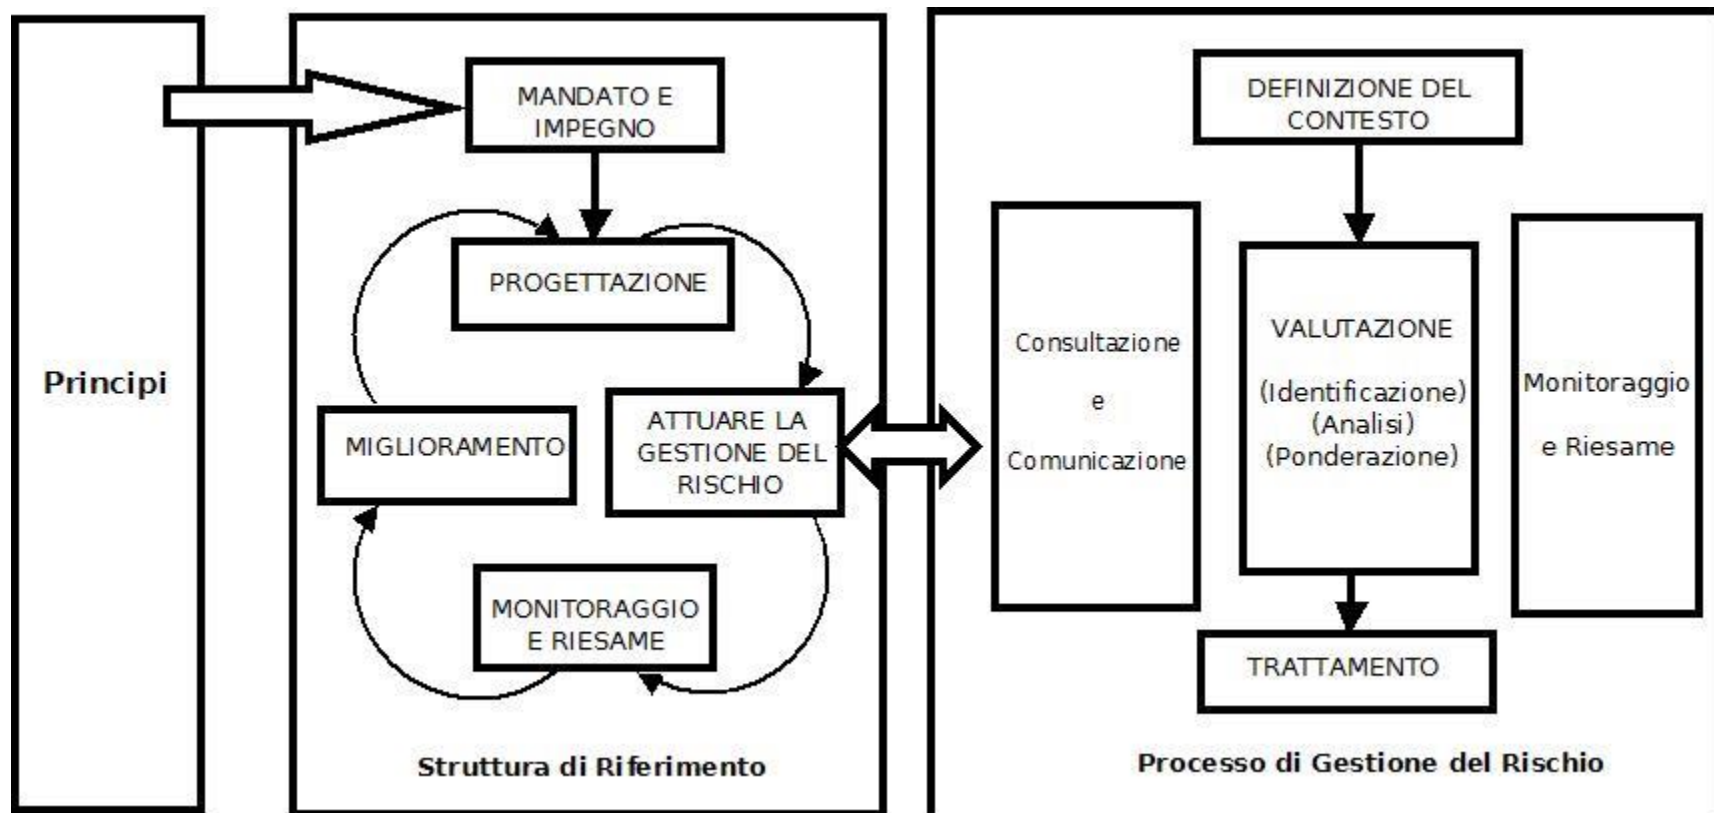 Principi
MANDATO E
IMPEGNO
PROGETTAZIONE
ATTUARE LA
GESTIONE DEL
RISCHIO
MIGLIORAMENTO
MONITORAGGIO
E RIESAME
Struttura di Riferimento
DEFINIZIONE DEL
CONTESTO
Consultazione
e
Comunicazione
VALUTAZIONE
(Identificazione)
(Analisi)
(Ponderazione)
Monitoraggio
e Riesame
TRATTAMENTO
Processo di Gestione del Rischio